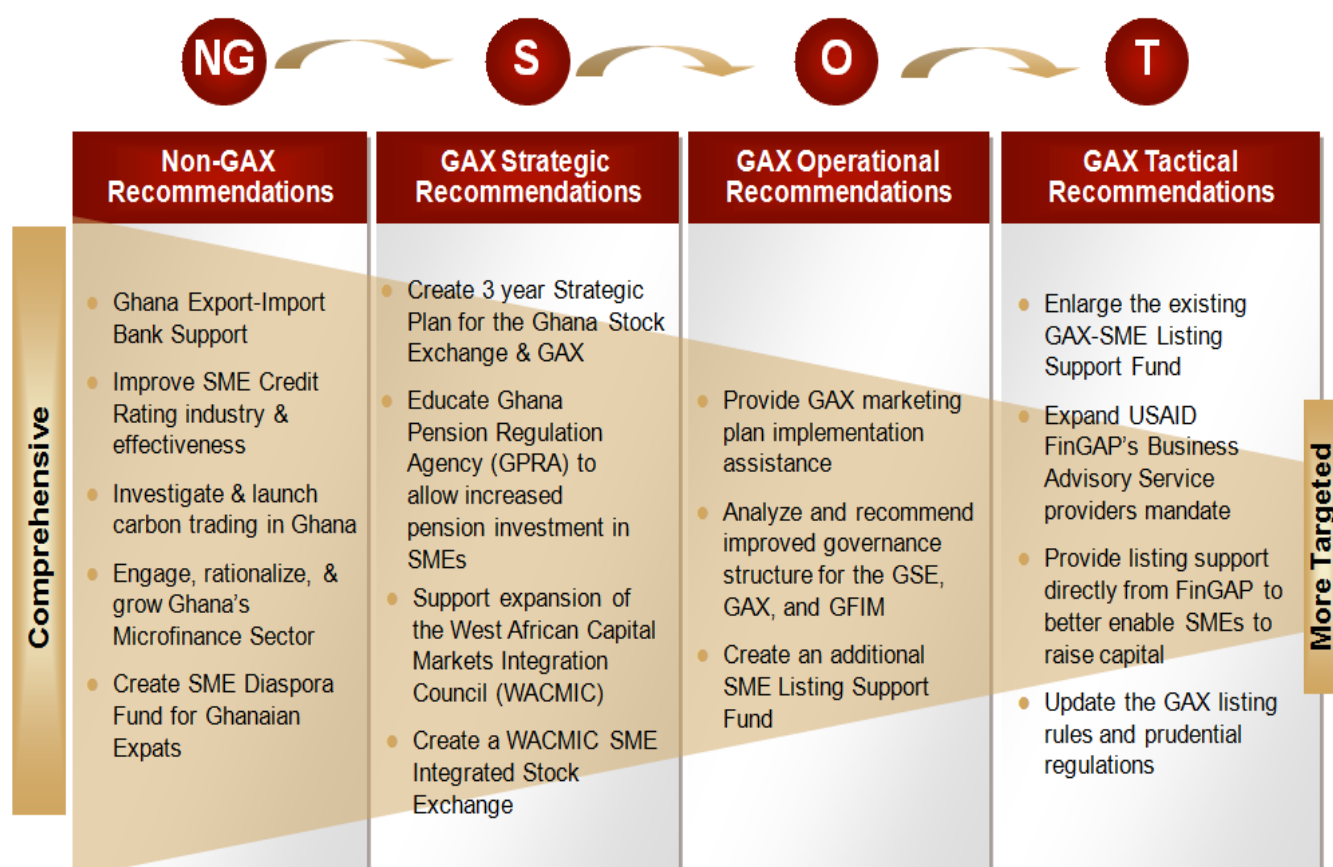 NG
S
O
T
Non-GAX
Recommendations
GAX Strategic
Recommendations
GAX Operational
Recommendations
GAX Tactical
Recommendations
Comprehensive
• Ghana Export-Import
Bank Support
• Improve SME Credit
Rating industry &
effectiveness
• Investigate & launch
carbon trading in Ghana
• Engage, rationalize, &
grow Ghana's
Microfinance Sector
• Create SME Diaspora
Fund for Ghanaian
Expats
• Create 3 year Strategic
Plan for the Ghana Stock
Exchange & GAX
• Educate Ghana
Pension Regulation
Agency (GPRA) to
allow increased
pension investment in
SMEs
• Support expansion of
the West African Capital
Markets Integration
Council (WACMIC)
• Create a WACMIC SME
Integrated Stock
Exchange
• Provide GAX marketing
plan implementation
assistance
• Analyze and recommend
improved governance
structure for the GSE,
GAX, and GFIM
• Create an additional
SME Listing Support
Fund
• Enlarge the existing
GAX-SME Listing
Support Fund
• Expand USAID
FinGAP's Business
Advisory Service
providers mandate
• Provide listing support
directly from FinGAP to
better enable SMEs to
raise capital
• Update the GAX listing
rules and prudential
regulations
More Targeted